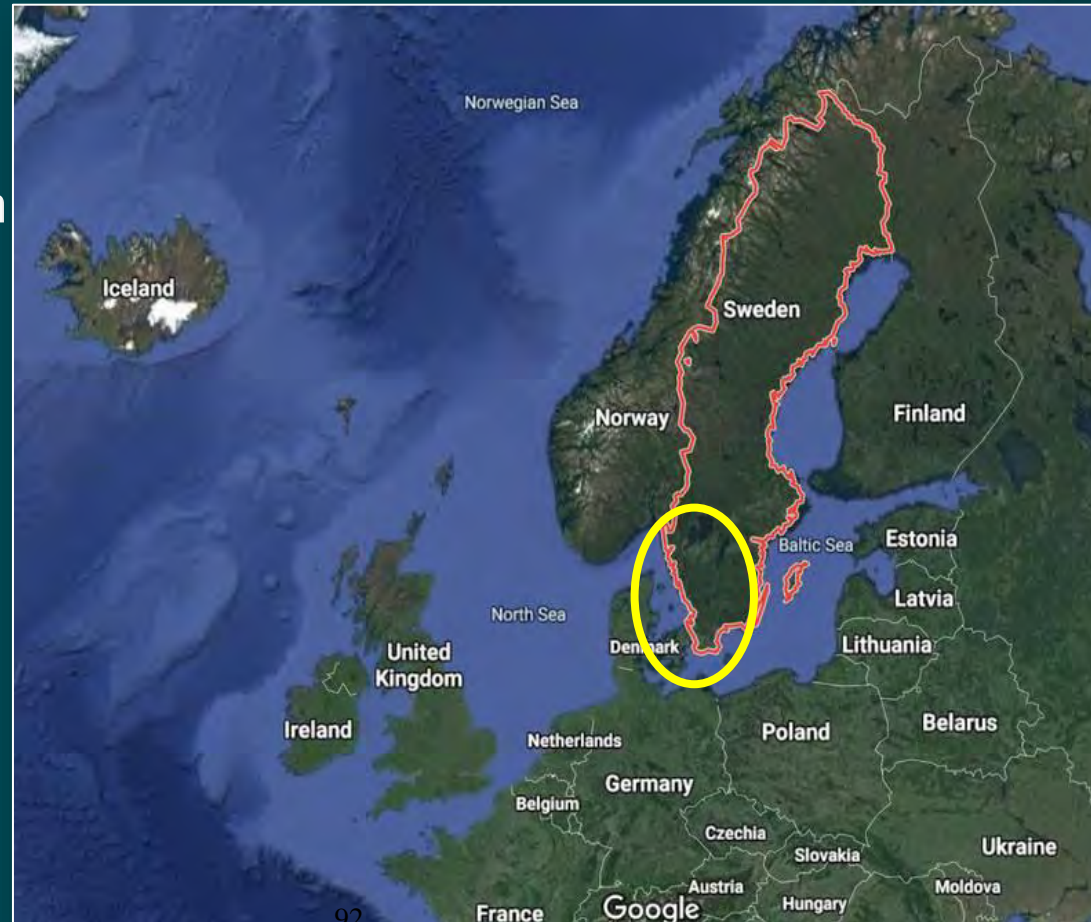 Norwegian Sea
Iceland
Sweden
Norway
Finland
Baltic Sea
Estonia
North Sea
Latvia
Denmark
Lithuania
United
Kingdom
Ireland
Belarus
Netherlands
Poland
Germany
Belgium
Czechia
Ukraine
Slovakia
Austria
Moldova
Hungary
France
Google
92